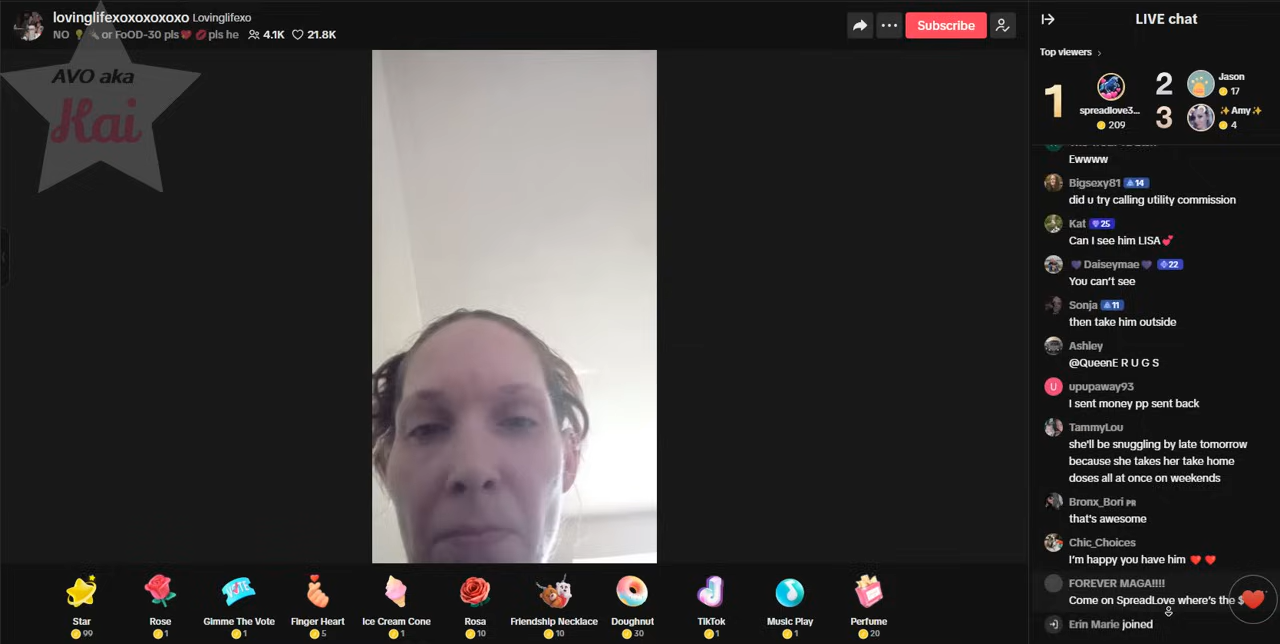 lovinglifexoxoxoxoxo Lovinglifexo
NO or FoOD-30 pls❤️💋pls he 4.1K 21.8K
Subscribe
AVO aka
Kai
LIVE chat
Top viewers
1 spreadlove3... 209
2 Jason 17
3 ✨Amy✨ 4
Ewwww
Bigsexy81 14
did u try calling utility commission
Kat 25
Can I see him LISA💕
💜Daiseymae💜 22
You can't see
Sonja 11
then take him outside
Ashley
@QueenE R U G S
U upupaway93
I sent money pp sent back
TammyLou
she'll be snuggling by late tomorrow
because she takes her take home
doses all at once on weekends
Bronx_Bori PR
that's awesome
Chic_Choices
I'm happy you have him ❤️ ❤️
FOREVER MAGA!!!!
Come on SpreadLove where's the $
Erin Marie joined
Star Rose Gimme The Vote Finger Heart Ice Cream Cone Rosa Friendship Necklace Doughnut TikTok Music Play Perfume
99 1 1 5 1 10 10 30 1 1 20